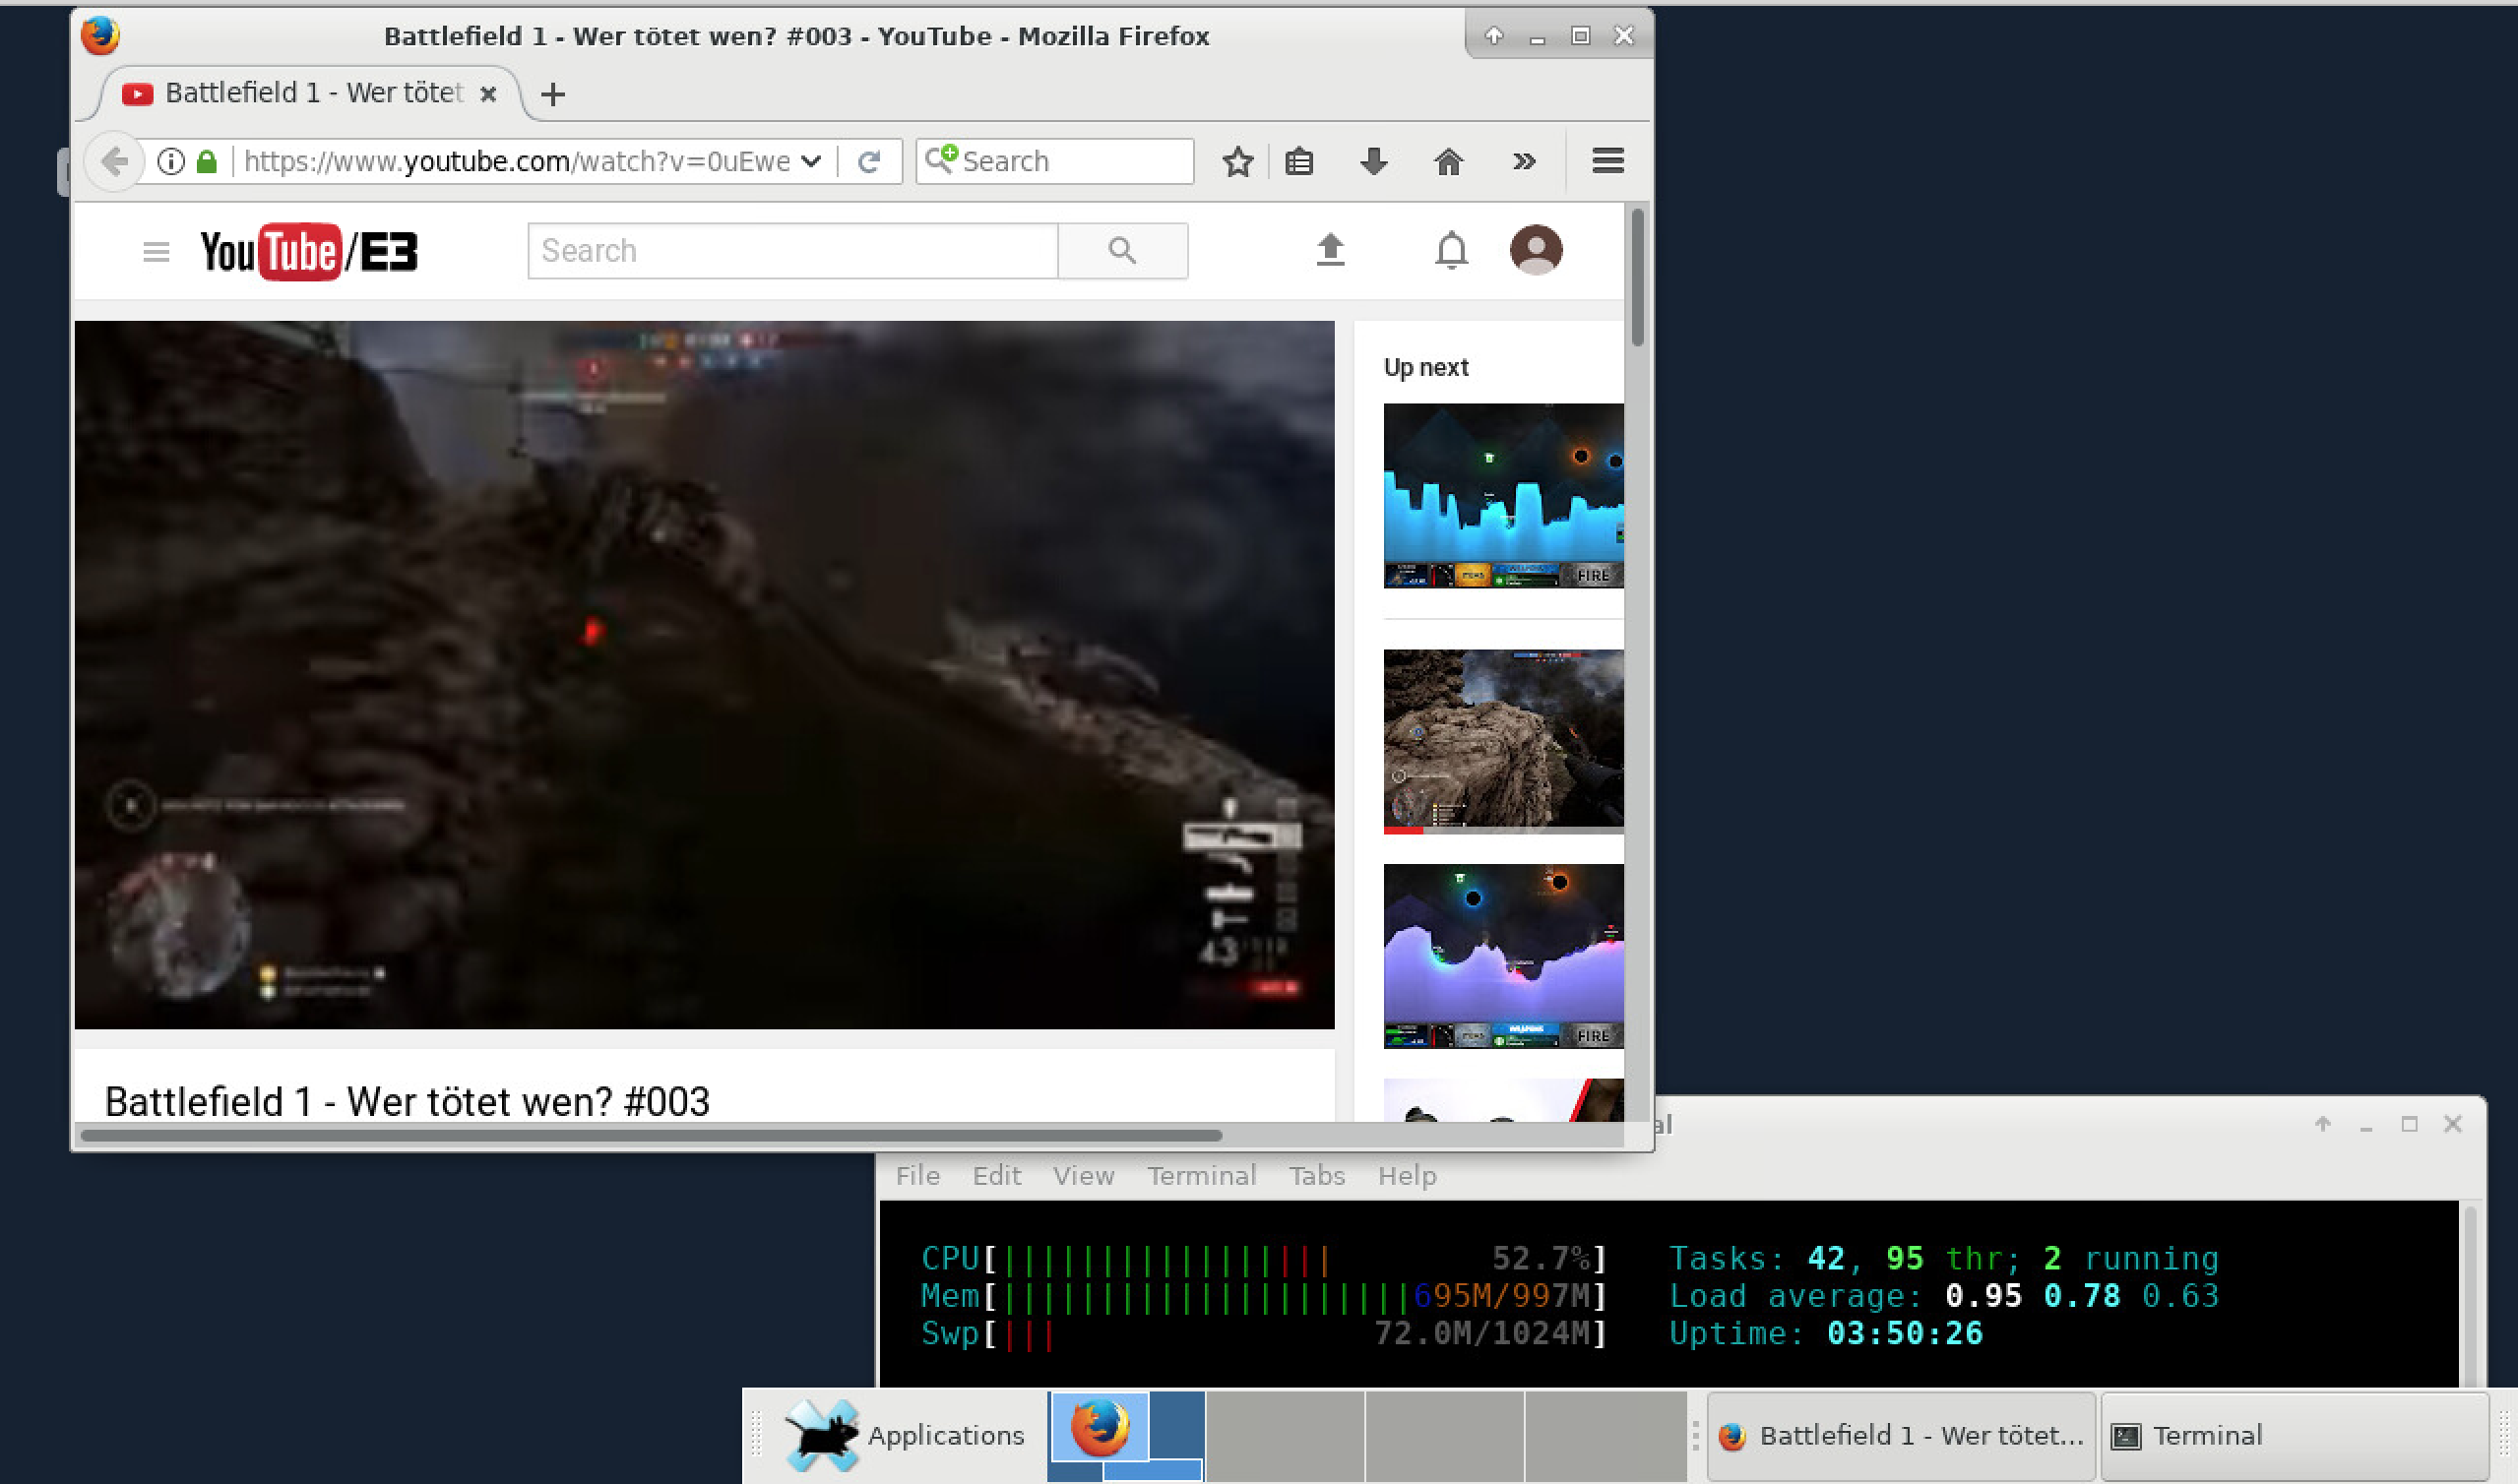 Battlefield 1 - Wer tötet wen? #003 - YouTube - Mozilla Firefox
Battlefield 1 - Wer tötet
https://www.youtube.com/watch?v=0uEwe
Search
YouTube/E3
Search
Up next
FIRE
43
WEAPONS
FIRE
Battlefield 1 - Wer tötet wen? #003
al
File Edit View Terminal Tabs Help
CPU[||||||||||||||||| 52.7%] Tasks: 42, 95 thr; 2 running
Mem[|||||||||||||||||||||695M/997M] Load average: 0.95 0.78 0.63
Swp[||| 72.0M/1024M] Uptime: 03:50:26
Applications
Battlefield 1 - Wer tötet...
Terminal